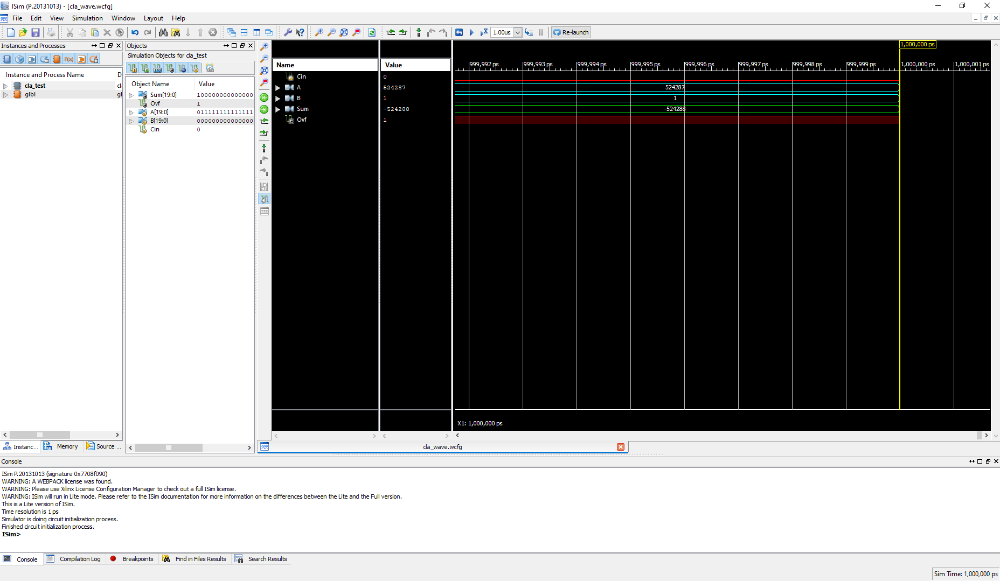 ISim (P.20131013) - [cla_wave.wcfg]
File Edit View Simulation Window Layout Help
1.00us
Re-launch
Instances and Processes
Instance and Process Name D
cla_test cl
glbl gl
Instanc... Memory Source ...
Objects
Simulation Objects for cla_test
Object Name Value
Sum[19:0] 100000000000000
Ovf 1
A[19:0] 011111111111111
B[19:0] 000000000000000
Cin 0
Name Value
Cin 0
A 524287
B 1
Sum -524288
Ovf 1
1,000,000 ps
999,992 ps 999,993 ps 999,994 ps 999,995 ps 999,996 ps 999,997 ps 999,998 ps 999,999 ps 1,000,000 ps 1,000,001 ps
524287
1
-524288
X1: 1,000,000 ps
cla_wave.wcfg
Console
ISim P.20131013 (signature 0x7708f090)
WARNING: A WEBPACK license was found.
WARNING: Please use Xilinx License Configuration Manager to check out a full ISim license.
WARNING: ISim will run in Lite mode. Please refer to the ISim documentation for more information on the differences between the Lite and the Full version.
This is a Lite version of ISim.
Time resolution is 1 ps
Simulator is doing circuit initialization process.
Finished circuit initialization process.
ISim>
Console Compilation Log Breakpoints Find in Files Results Search Results
Sim Time: 1,000,000 ps